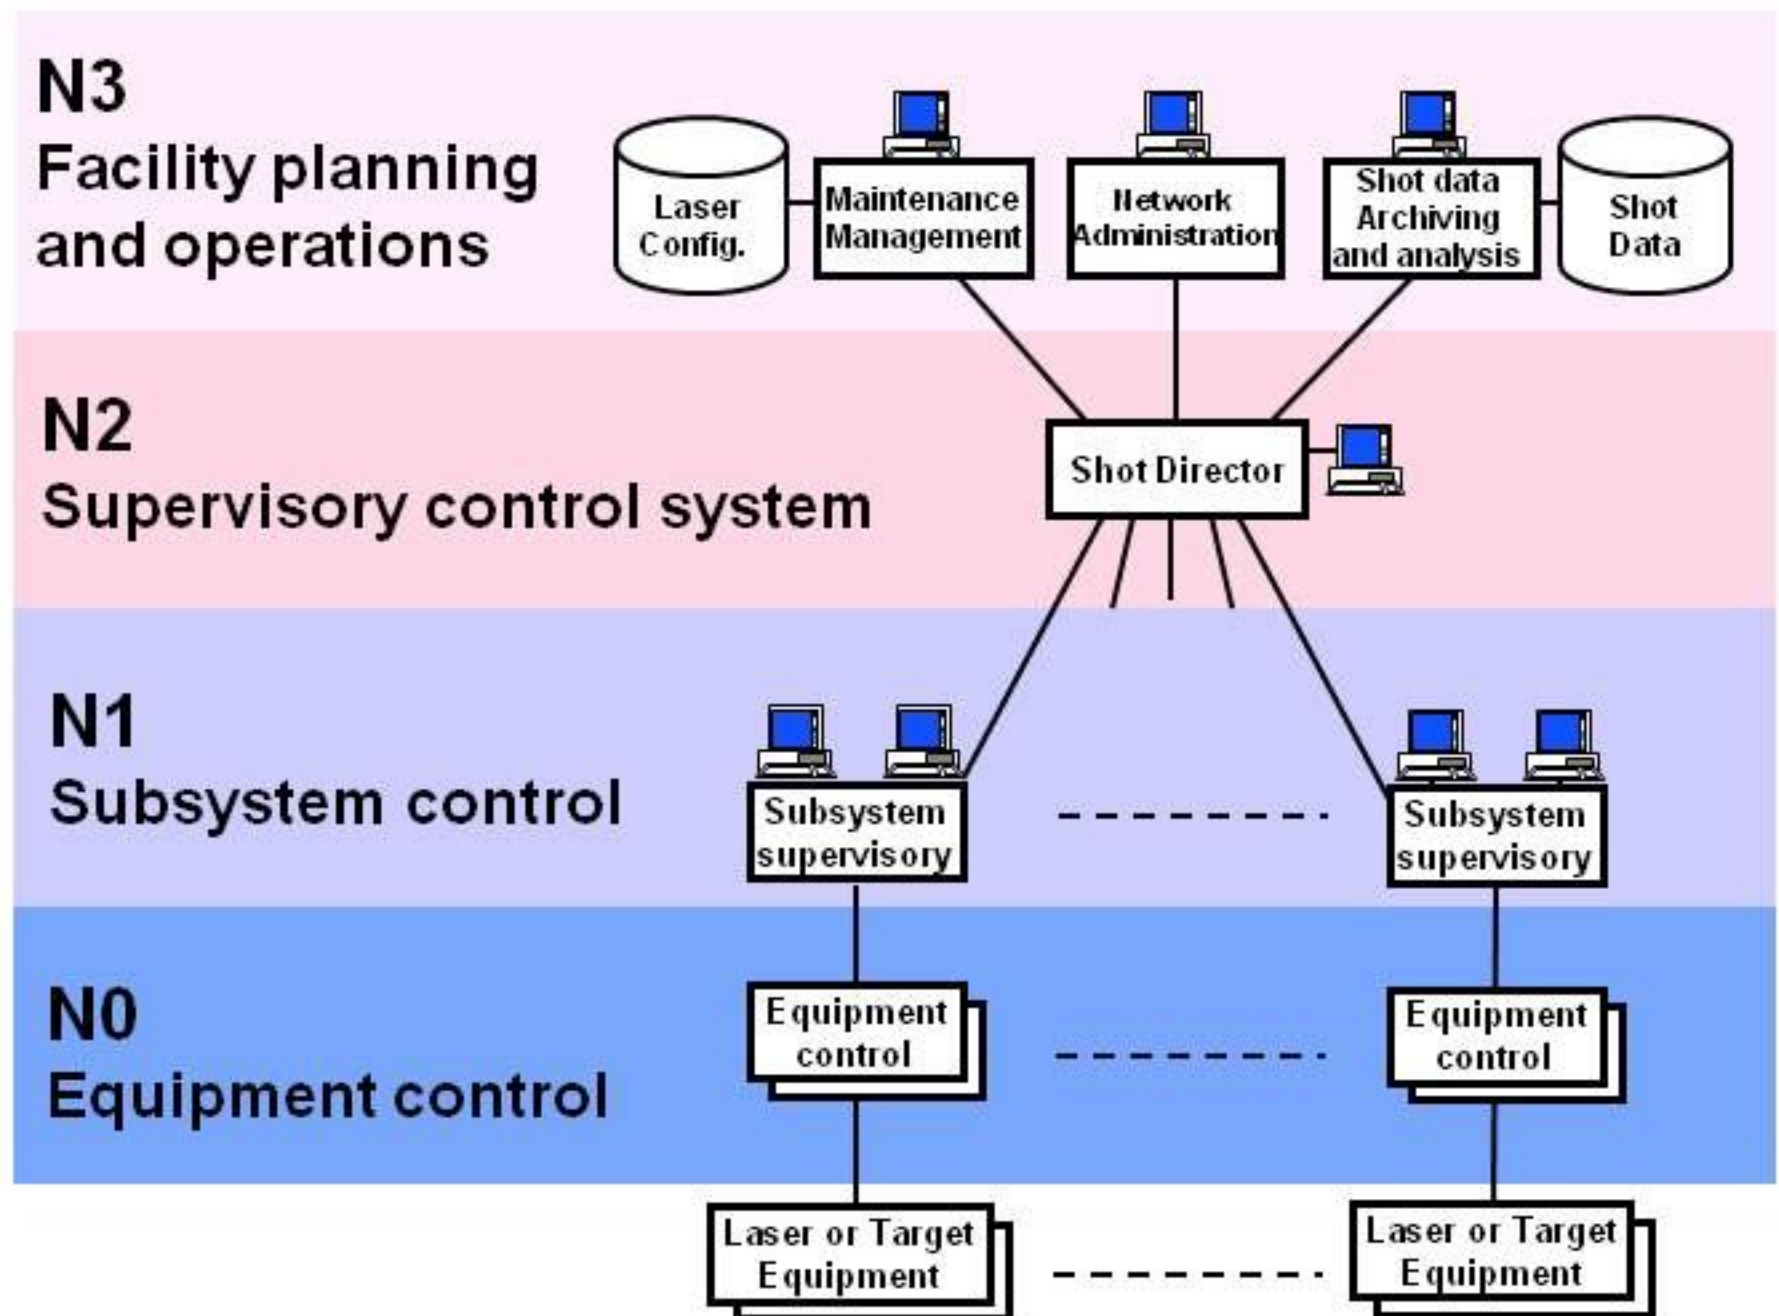 N3
Facility planning
and operations
Laser
Config.
Maintenance
Management
Network
Administration
Shot data
Archiving
and analysis
Shot
Data
N2
Supervisory control system
Shot Director
N1
Subsystem control
Subsystem
supervisory
Subsystem
supervisory
N0
Equipment control
Equipment
control
Equipment
control
Laser or Target
Equipment
Laser or Target
Equipment